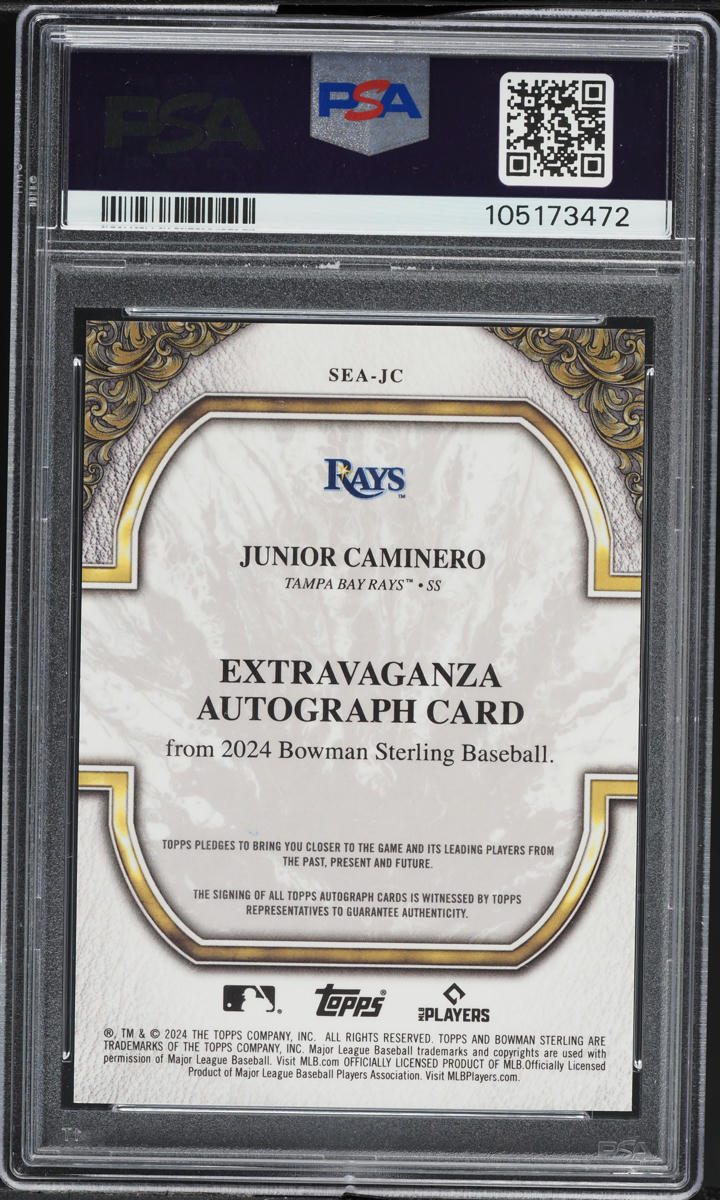 PSA
PSA
105173472
SEA-JC
RAYS™
JUNIOR CAMINERO
TAMPA BAY RAYS™ • SS
EXTRAVAGANZA
AUTOGRAPH CARD
from 2024 Bowman Sterling Baseball.
TOPPS PLEDGES TO BRING YOU CLOSER TO THE GAME AND ITS LEADING PLAYERS FROM
THE PAST, PRESENT AND FUTURE.
THE SIGNING OF ALL TOPPS AUTOGRAPH CARDS IS WITNESSED BY TOPPS
REPRESENTATIVES TO GUARANTEE AUTHENTICITY.
® Topps® MLB PLAYERS
®, TM & © 2024 THE TOPPS COMPANY, INC. ALL RIGHTS RESERVED. TOPPS AND BOWMAN STERLING ARE
TRADEMARKS OF THE TOPPS COMPANY, INC. Major League Baseball trademarks and copyrights are used with
permission of Major League Baseball. Visit MLB.com OFFICIALLY LICENSED PRODUCT OF MLB.Officially Licensed
Product of Major League Baseball Players Association. Visit MLBPlayers.com.
PSA